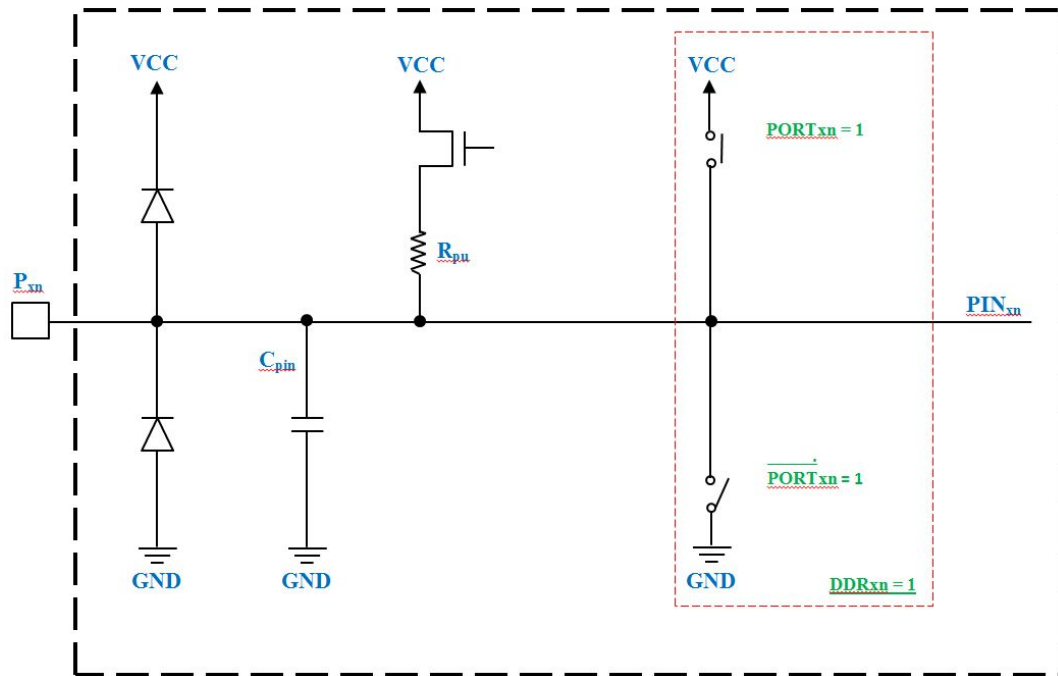 VCC
VCC
VCC
PORTxn = 1
Rpu
Pxn
PINxn
Cpin
PORTxn = 1
GND
GND
GND
DDRxn = 1